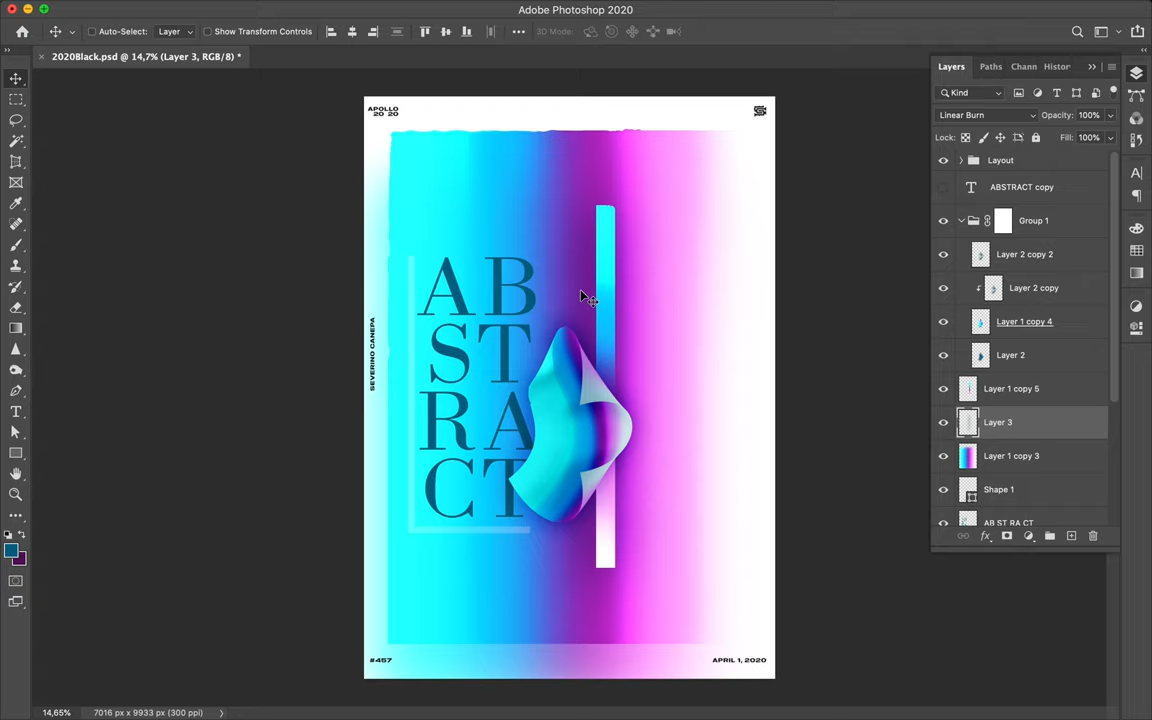 Adobe Photoshop 2020
Auto-Select: Layer Show Transform Controls 3D Mode:
2020Black.psd @ 14,7% (Layer 3, RGB/8) *
APOLLO
20 20
SEVERINO CANEPA
AB
ST
RA
CT
#457
APRIL 1, 2020
Layers Paths Chann Histor
Kind
Linear Burn Opacity: 100%
Lock: Fill: 100%
Layout
ABSTRACT copy
Group 1
Layer 2 copy 2
Layer 2 copy
Layer 1 copy 4
Layer 2
Layer 1 copy 5
Layer 3
Layer 1 copy 3
Shape 1
AB ST RA CT
14,65% 7016 px x 9933 px (300 ppi)